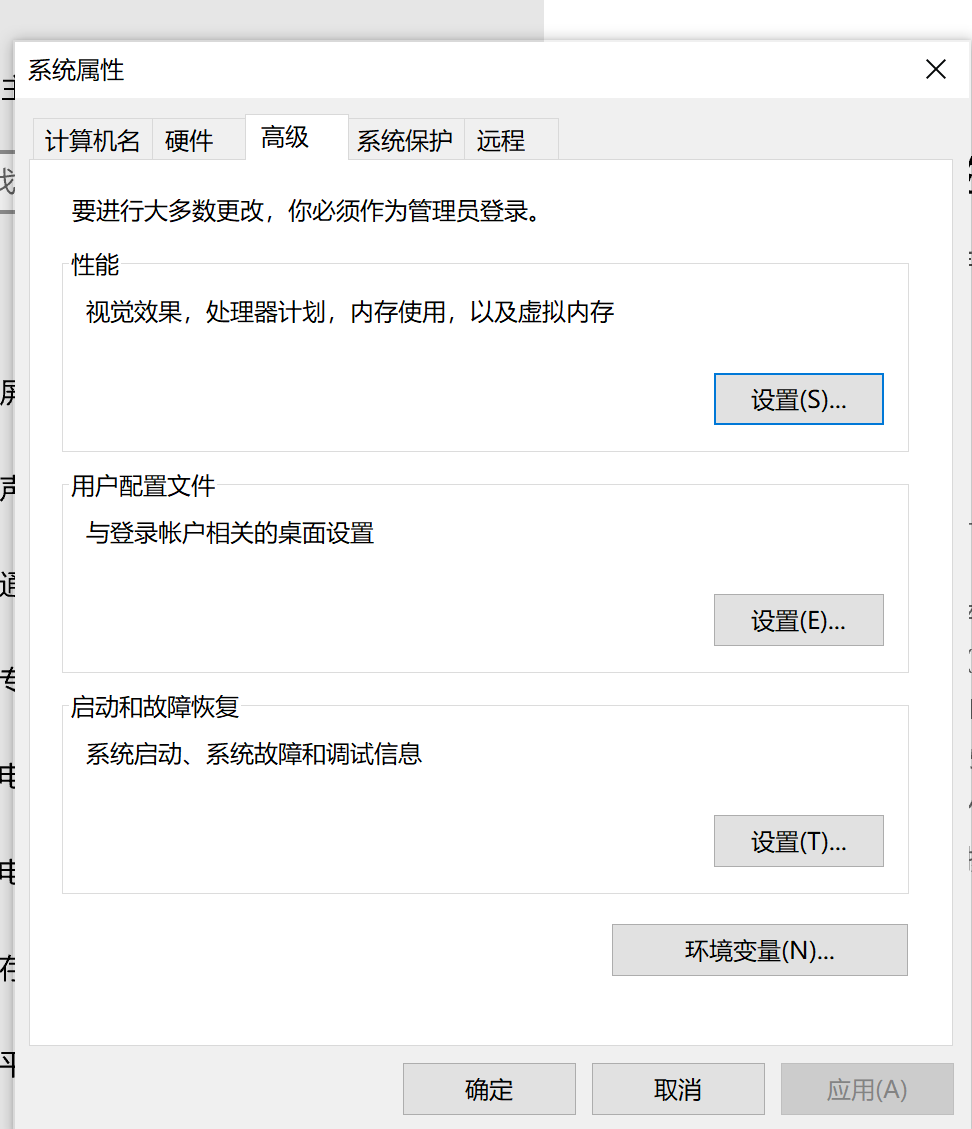 系统属性
计算机名 硬件 高级 系统保护 远程
要进行大多数更改，你必须作为管理员登录。
性能
视觉效果，处理器计划，内存使用，以及虚拟内存
设置(S)...
用户配置文件
与登录帐户相关的桌面设置
设置(E)...
启动和故障恢复
系统启动、系统故障和调试信息
设置(T)...
环境变量(N)...
确定 取消 应用(A)